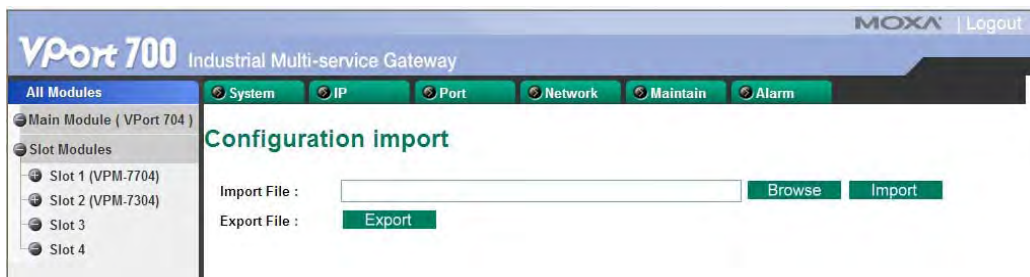 MOXA | Logout
VPort 700 Industrial Multi-service Gateway
All Modules
System IP Port Network Maintain Alarm
Main Module ( VPort 704 )
Slot Modules
Slot 1 (VPM-7704)
Slot 2 (VPM-7304)
Slot 3
Slot 4
Configuration import
Import File : Browse Import
Export File : Export